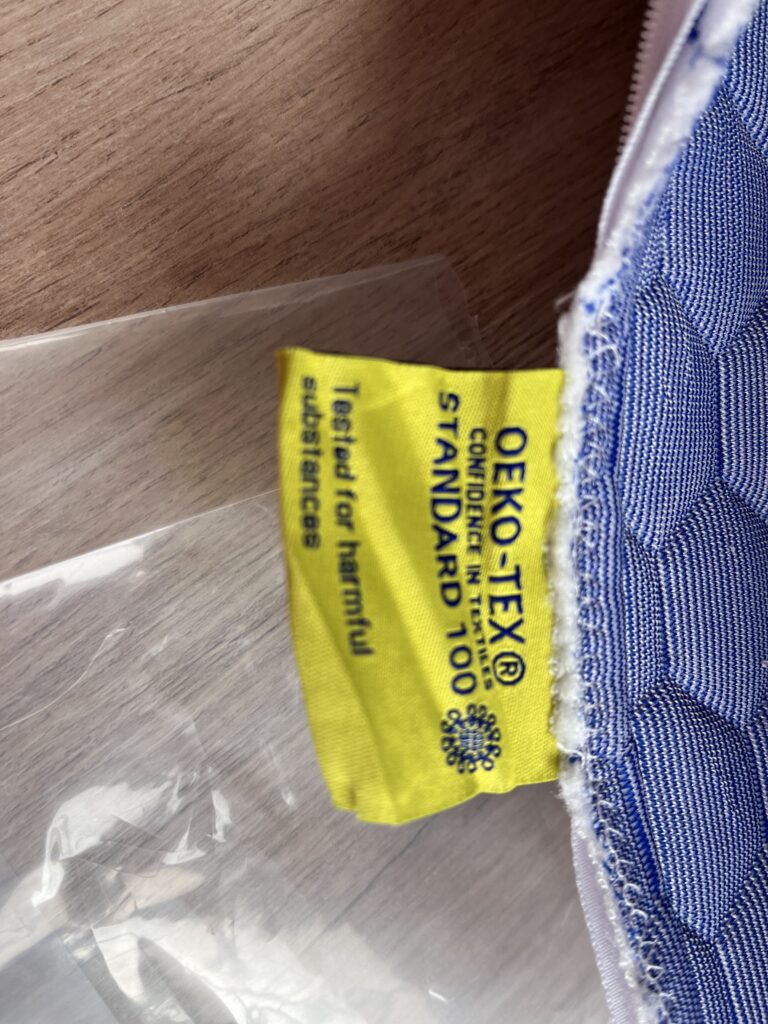 OEKO-TEX®
CONFIDENCE IN TEXTILES
STANDARD 100
Tested for harmful
substances